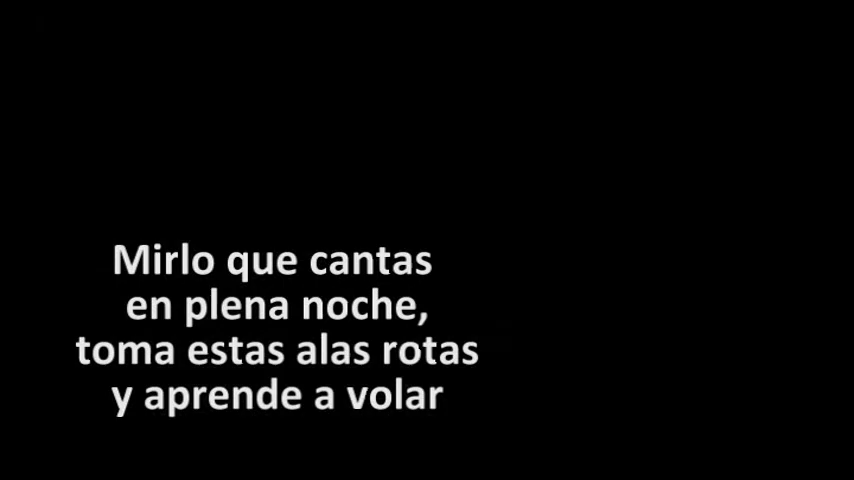 Mirlo que cantas
en plena noche,
toma estas alas rotas
y aprende a volar